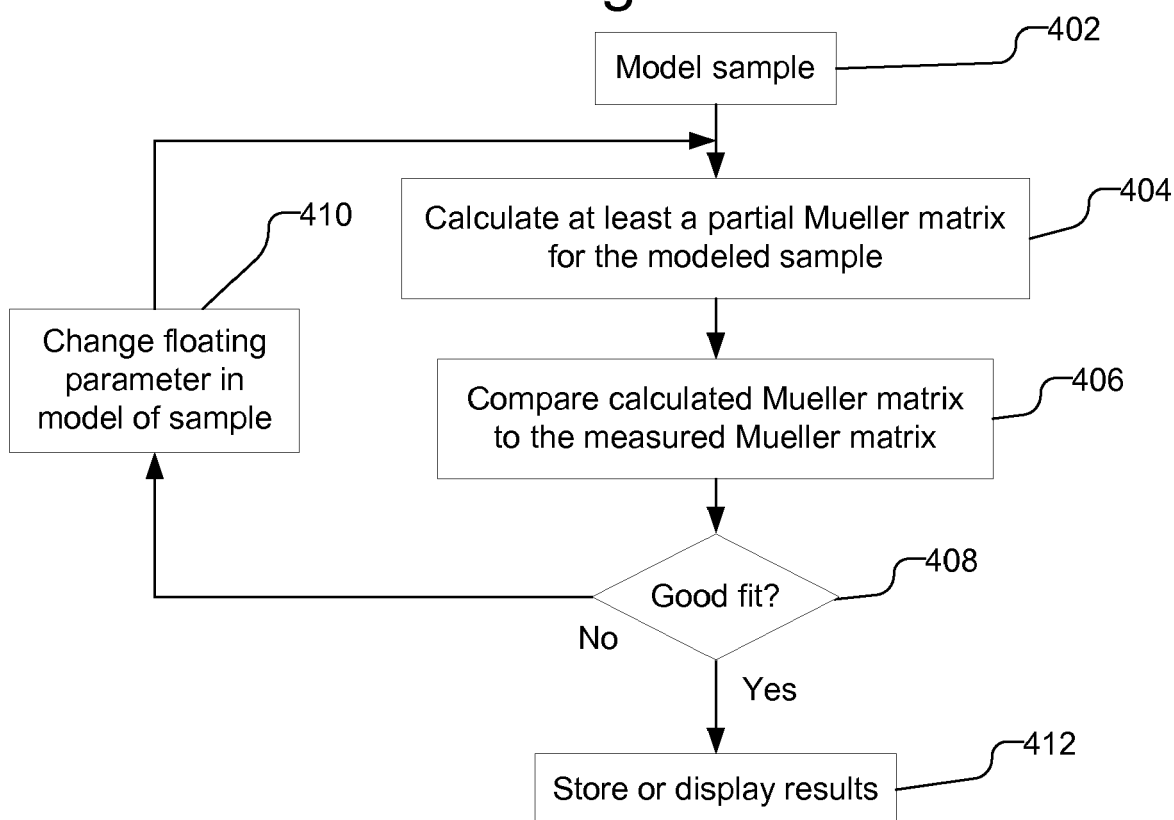 402
Model sample
404
410
Calculate at least a partial Mueller matrix
for the modeled sample
Change floating
parameter in
model of sample
406
Compare calculated Mueller matrix
to the measured Mueller matrix
408
Good fit?
No
Yes
412
Store or display results